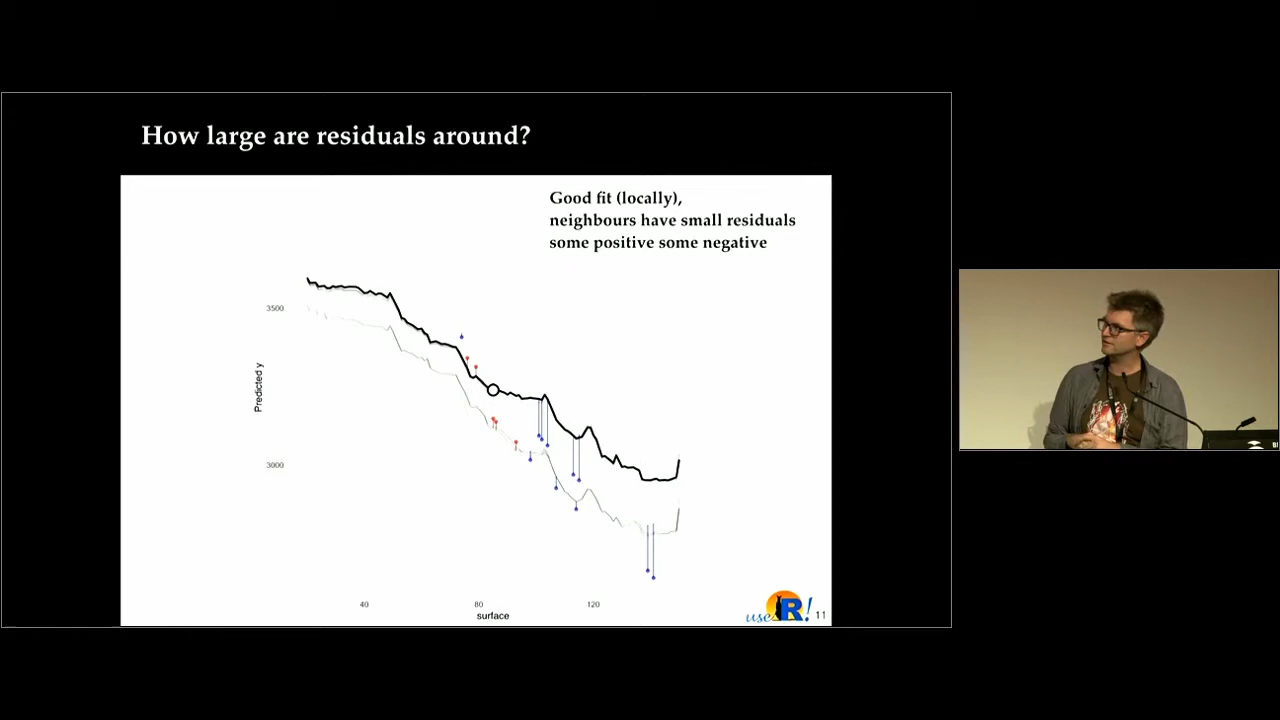 How large are residuals around?
Good fit (locally),
neighbours have small residuals
some positive some negative
3500
Predicted y
3000
40
80
120
surface
use R!
11